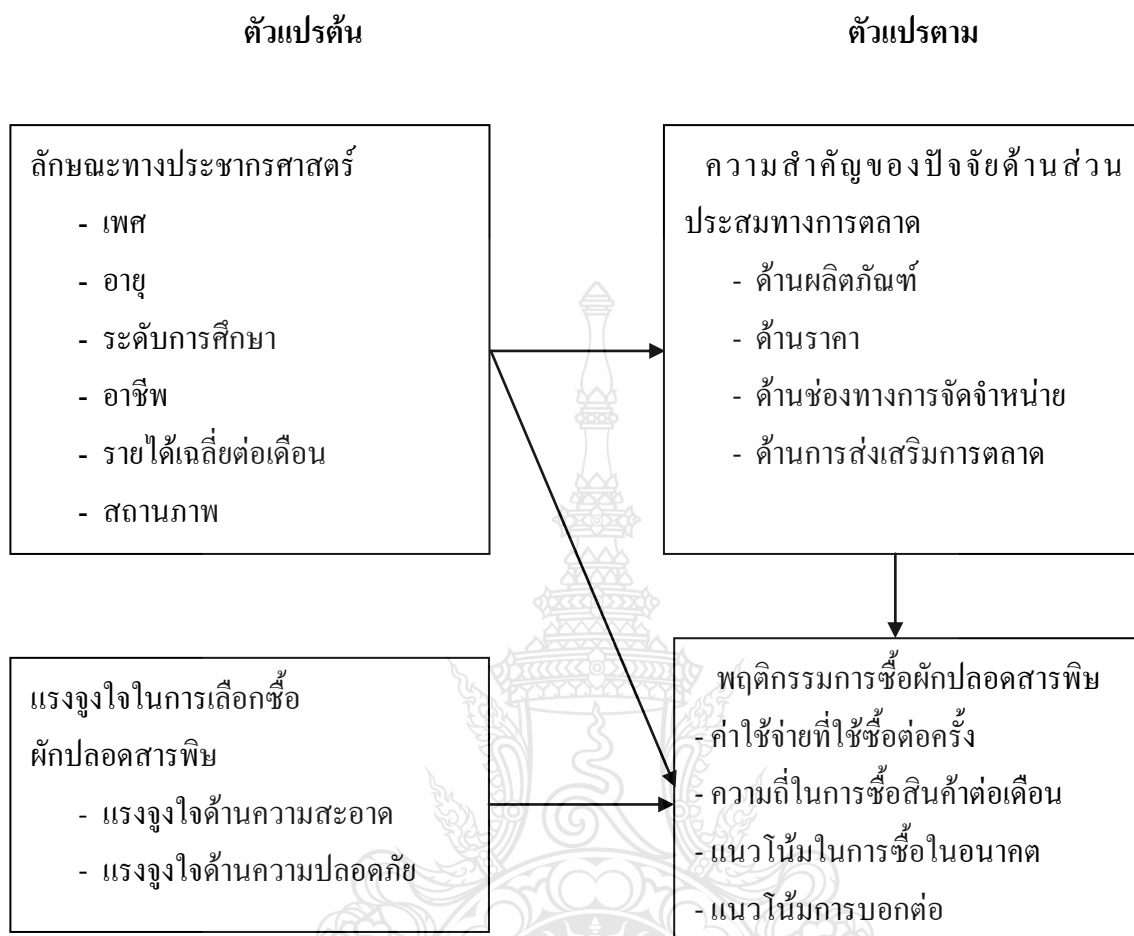 ตัวแปรต้น
ตัวแปรตาม
ลักษณะทางประชากรศาสตร์
- เพศ
- อายุ
- ระดับการศึกษา
- อาชีพ
- รายได้เฉลี่ยต่อเดือน
- สถานภาพ
ความสำคัญของปัจจัยด้านส่วน
ประสมทางการตลาด
- ด้านผลิตภัณฑ์
- ด้านราคา
- ด้านช่องทางการจัดจำหน่าย
- ด้านการส่งเสริมการตลาด
แรงจูงใจในการเลือกซื้อ
ผักปลอดสารพิษ
- แรงจูงใจด้านความสะอาด
- แรงจูงใจด้านความปลอดภัย
พฤติกรรมการซื้อผักปลอดสารพิษ
- ค่าใช้จ่ายที่ใช้ซื้อต่อครั้ง
- ความถี่ในการซื้อสินค้าต่อเดือน
- แนวโน้มในการซื้อในอนาคต
- แนวโน้มการบอกต่อ